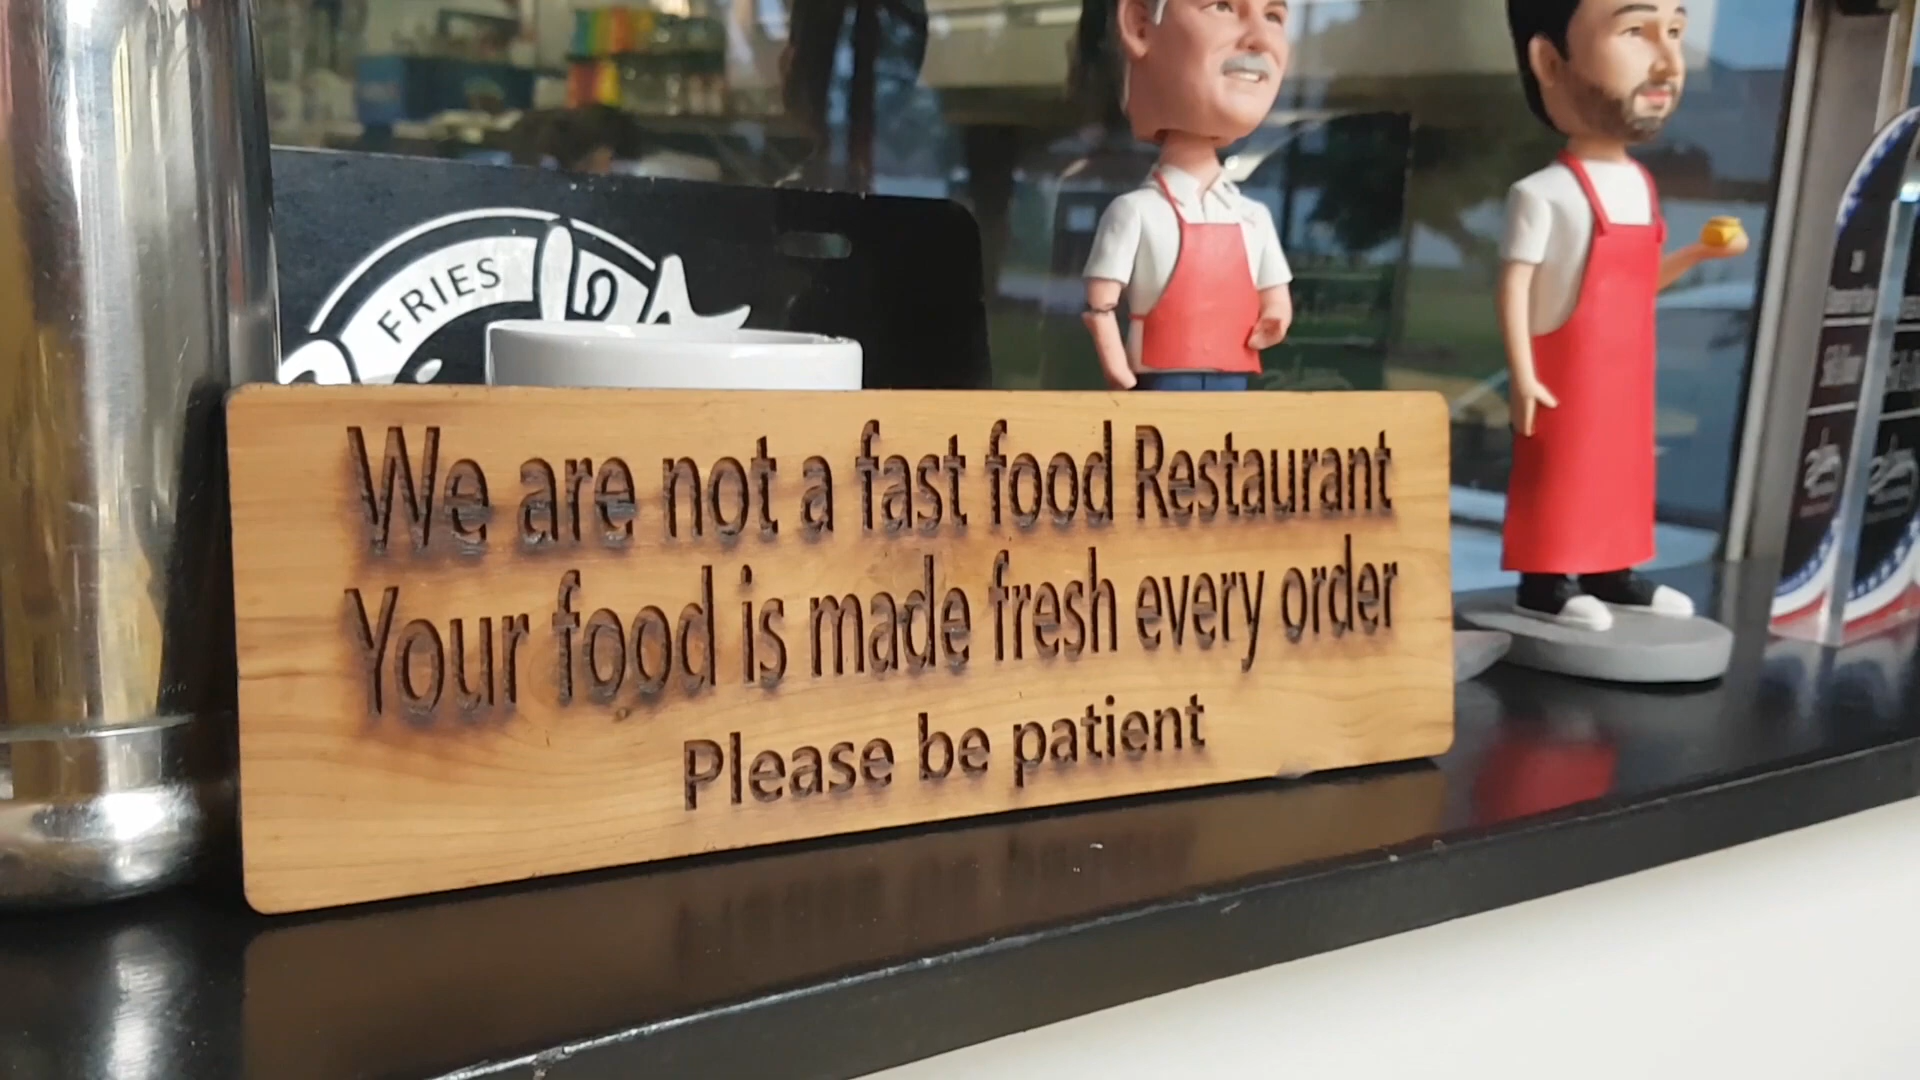 FRIES
We are not a fast food Restaurant
Your food is made fresh every order
Please be patient